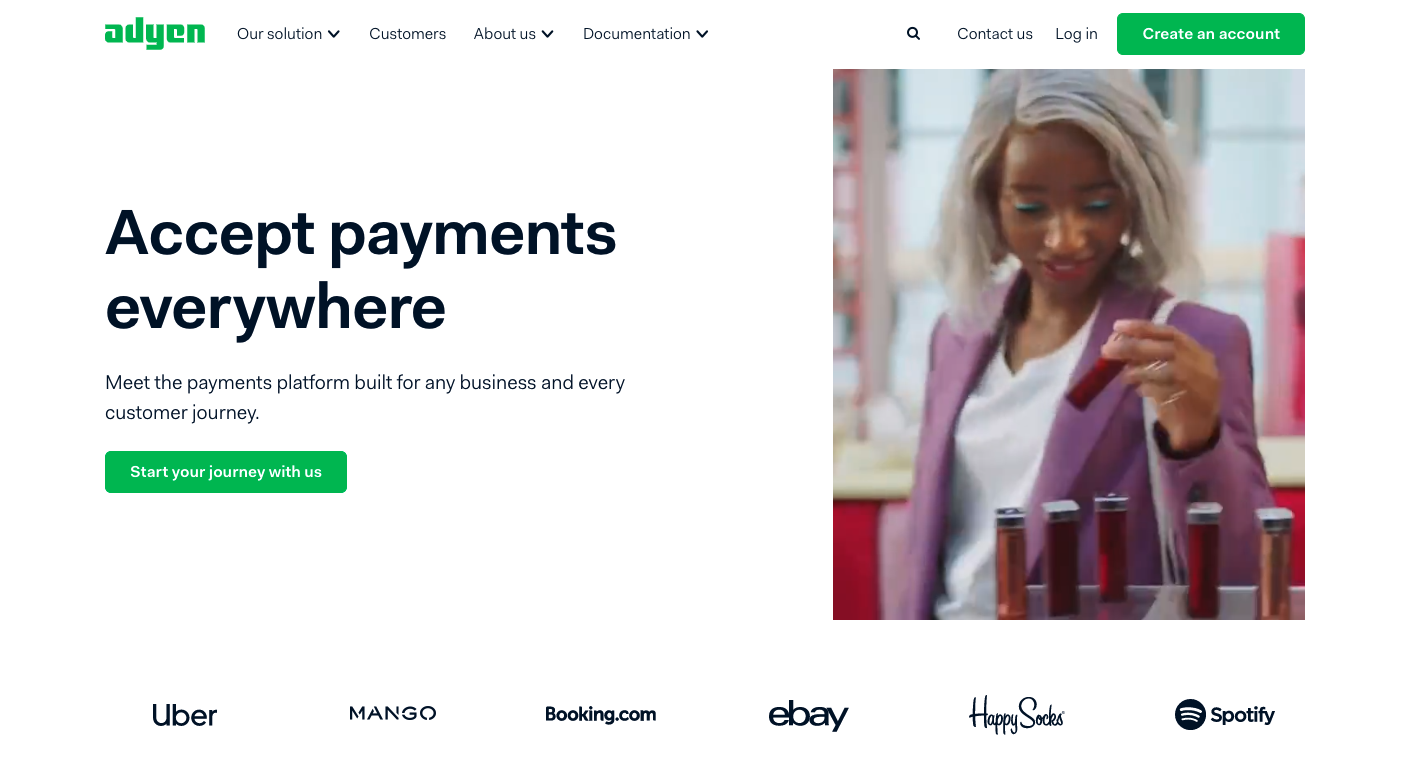 adyen Our solution Customers About us Documentation Contact us Log in Create an account
Accept payments
everywhere
Meet the payments platform built for any business and every
customer journey.
Start your journey with us
Uber MANGO Booking.com ebay Happy Socks Spotify